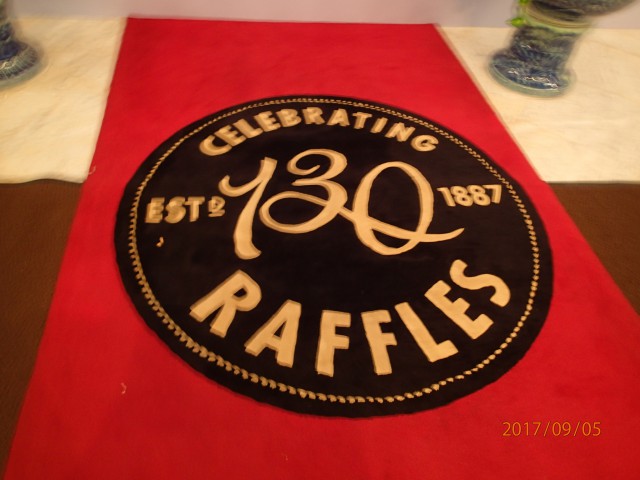 CELEBRATING
ESTD 130 1887
RAFFLES
2017/09/05